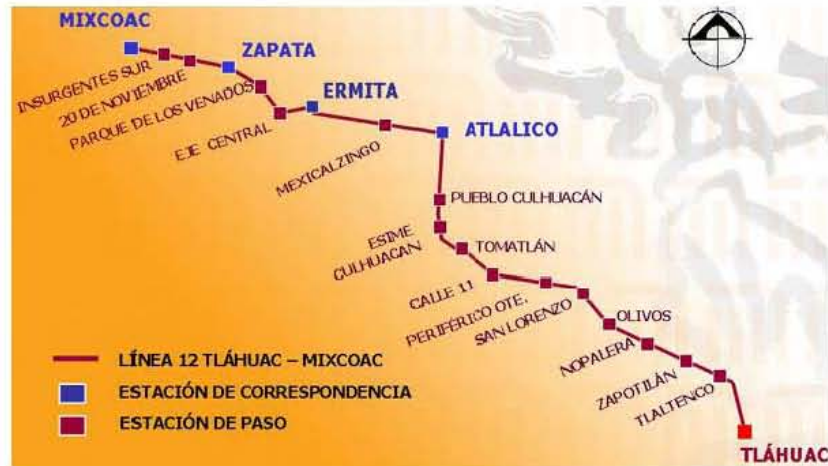 MIXCOAC
INSURGENTES SUR
20 DE NOVIEMBRE
ZAPATA
PARQUE DE LOS VENADOS
EJE CENTRAL
ERMITA
MEXICALZINGO
ATLALICO
PUEBLO CULHUACÁN
ESIME
CULHUACAN
TOMATLÁN
CALLE 11
PERIFÉRICO OTE.
SAN LORENZO
OLIVOS
NOPALERA
ZAPOTILÁN
TLALTENCO
TLÁHUAC
LÍNEA 12 TLÁHUAC – MIXCOAC
ESTACIÓN DE CORRESPONDENCIA
ESTACIÓN DE PASO